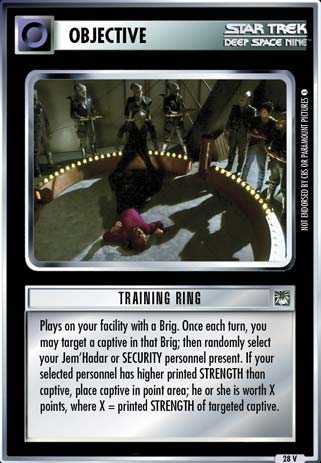 OBJECTIVE
STAR TREK
DEEP SPACE NINE™
NOT ENDORSED BY CBS OR PARAMOUNT PICTURES
TRAINING RING
Plays on your facility with a Brig. Once each turn, you
may target a captive in that Brig; then randomly select
your Jem'Hadar or SECURITY personnel present. If your
selected personnel has higher printed STRENGTH than
captive, place captive in point area; he or she is worth X
points, where X = printed STRENGTH of targeted captive.
28 V